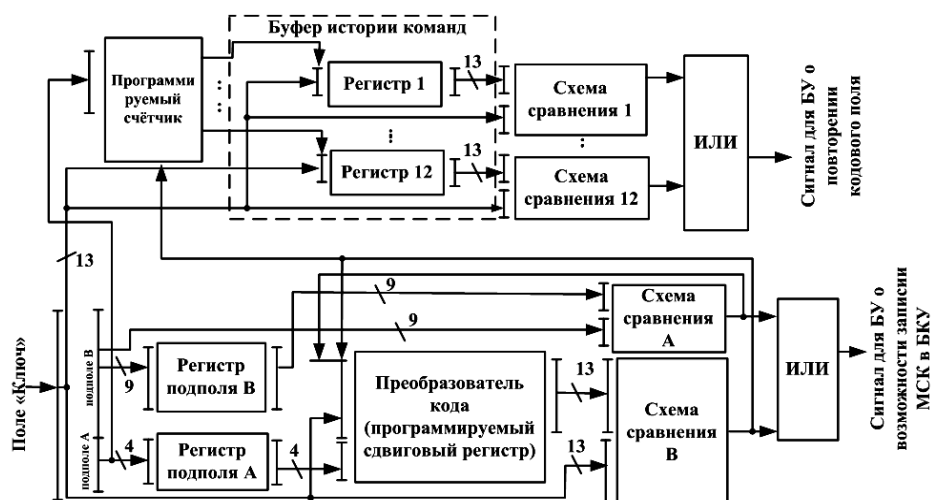 Буфер истории команд
Программи
руемый
счётчик
Регистр 1
13
Схема
сравнения 1
Регистр 12
13
Схема
сравнения 12
ИЛИ
Сигнал для БУ о
повторении
кодового поля
13
Поле «Ключ»
подполе В
подполе А
9
4
Регистр
подполя В
Регистр
подполя А
4
9
9
Преобразователь
кода
(программируемый
сдвиговый регистр)
13
13
Схема
сравнения
А
Схема
сравнения
В
ИЛИ
Сигнал для БУ о
возможности записии
МСК в БКУ